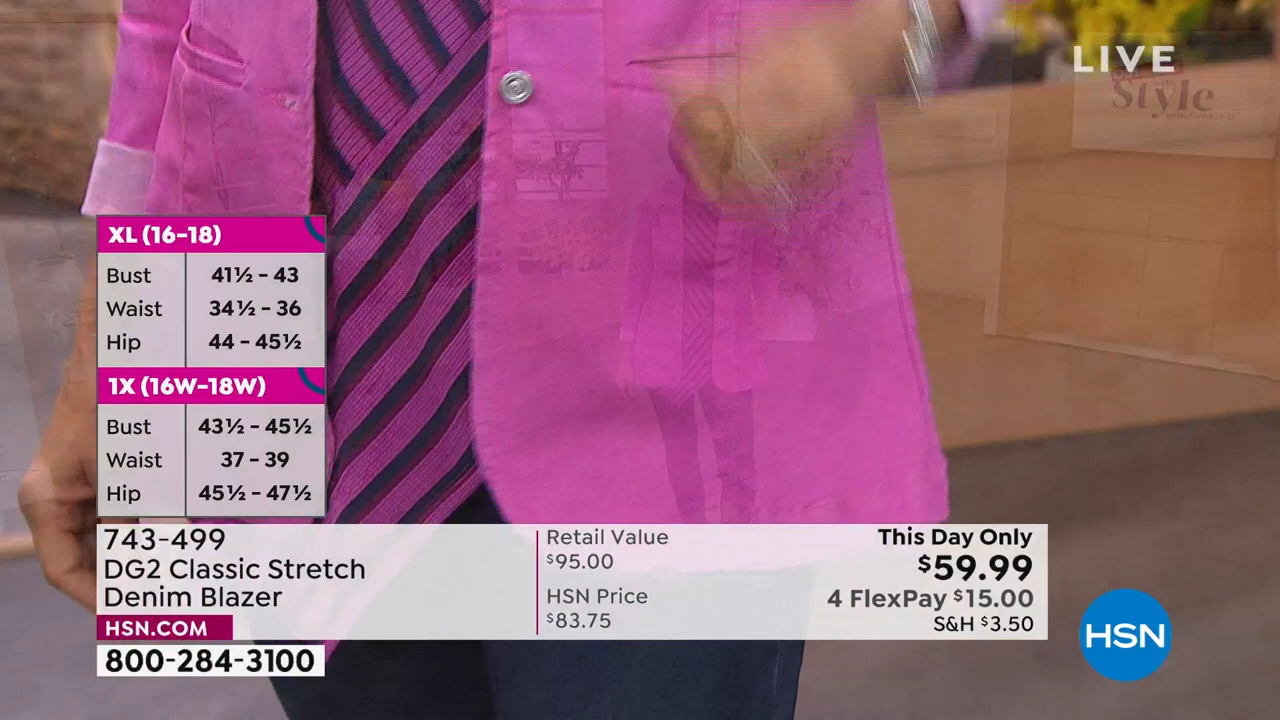 LIVE
with
Style
XL (16-18)
Bust 41½ - 43
Waist 34½ - 36
Hip 44 - 45½
1X (16W-18W)
Bust 43½ - 45½
Waist 37 - 39
Hip 45½ - 47½
743-499
DG2 Classic Stretch
Denim Blazer
HSN.COM
800-284-3100
Retail Value
$95.00
HSN Price
$83.75
This Day Only
$59.99
4 FlexPay $15.00
S&H $3.50
HSN